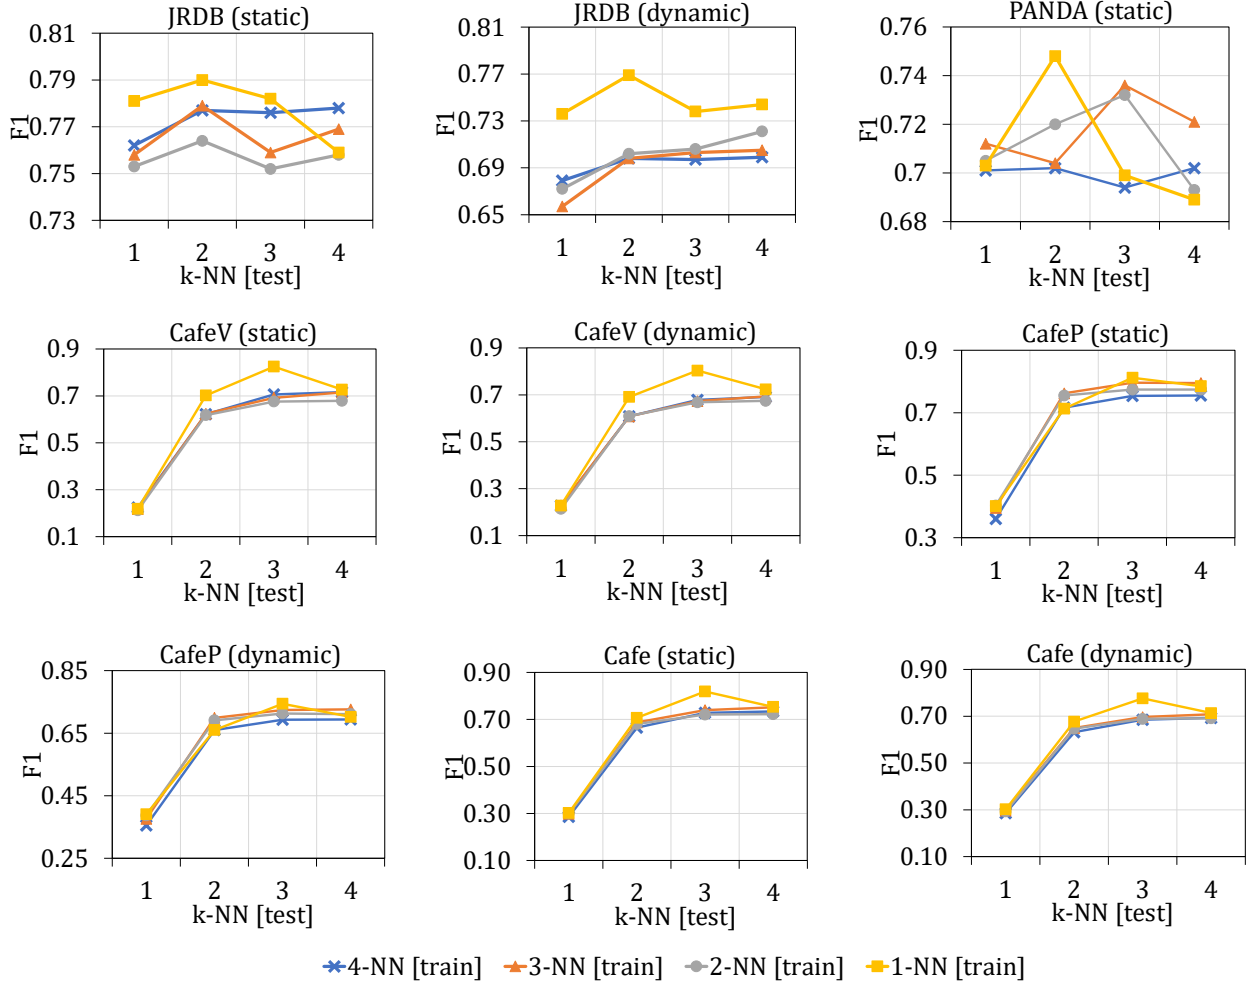 JRDB (static)
0.81
0.79
0.77
0.75
0.73
F1
1 2 3 4
k-NN [test]
JRDB (dynamic)
0.81
0.77
0.73
0.69
0.65
F1
1 2 3 4
k-NN [test]
PANDA (static)
0.76
0.74
0.72
0.7
0.68
F1
1 2 3 4
k-NN [test]
CafeV (static)
0.9
0.7
0.5
0.3
0.1
F1
1 2 3 4
k-NN [test]
CafeV (dynamic)
0.9
0.7
0.5
0.3
0.1
F1
1 2 3 4
k-NN [test]
CafeP (static)
0.9
0.7
0.5
0.3
F1
1 2 3 4
k-NN [test]
CafeP (dynamic)
0.85
0.65
0.45
0.25
F1
1 2 3 4
k-NN [test]
Cafe (static)
0.90
0.70
0.50
0.30
0.10
F1
1 2 3 4
k-NN [test]
Cafe (dynamic)
0.90
0.70
0.50
0.30
0.10
F1
1 2 3 4
k-NN [test]
4-NN [train] 3-NN [train] 2-NN [train] 1-NN [train]